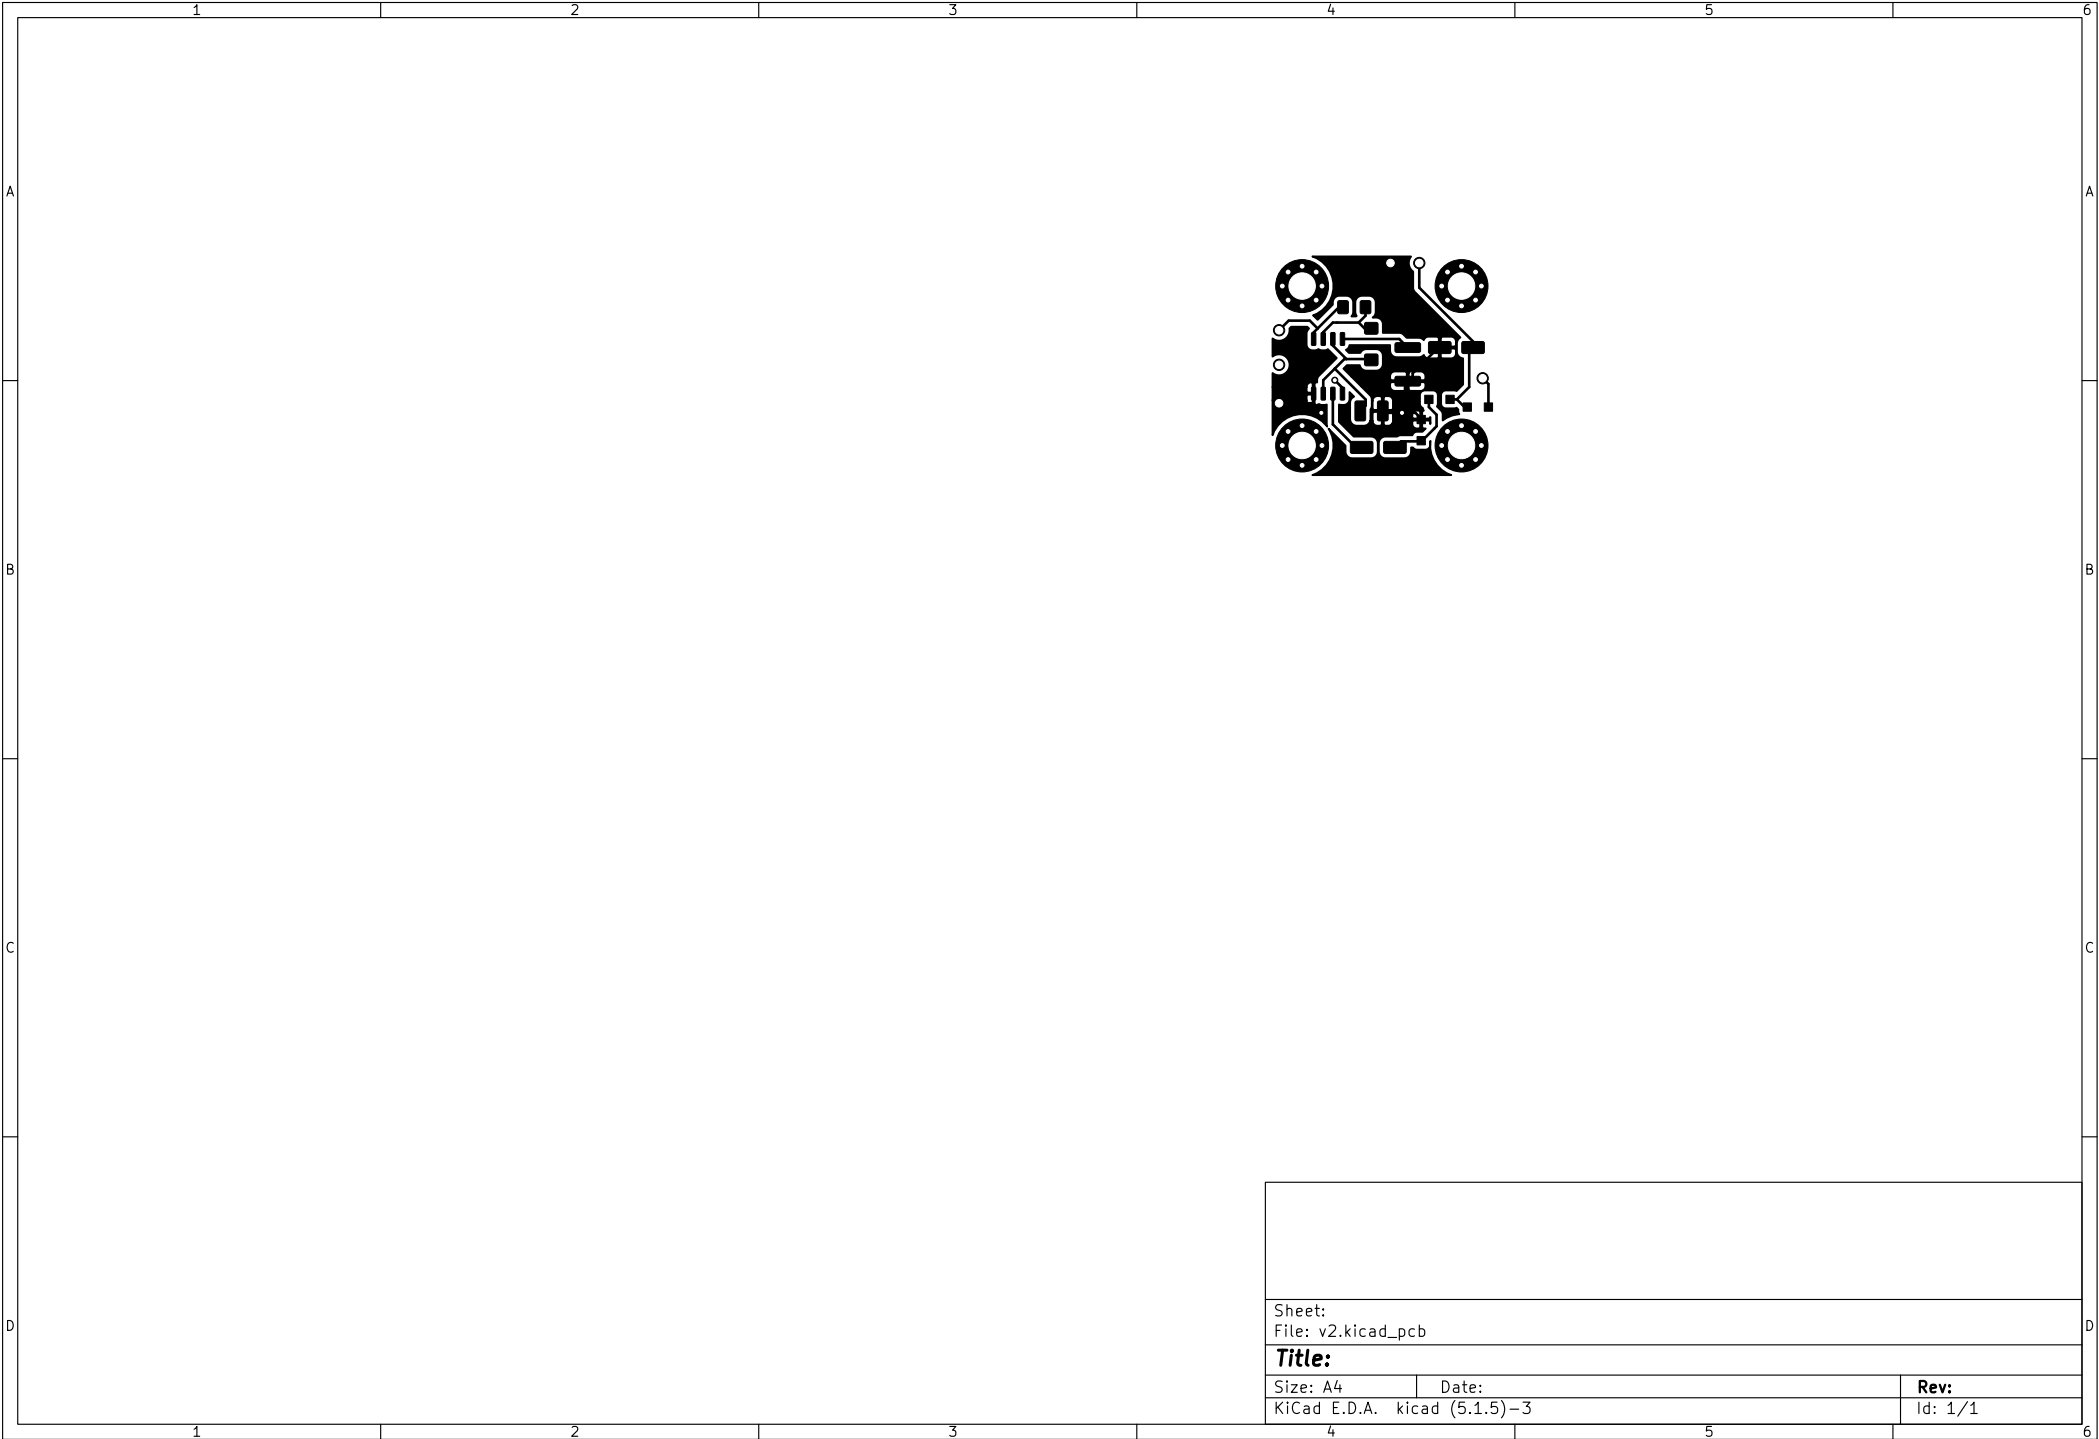 1 2 3 4 5 6
A A
B B
C C
Sheet:
File: v2.kicad_pcb
D D
Title:
Size: A4 Date: Rev:
KiCad E.D.A. kicad (5.1.5)-3 Id: 1/1
1 2 3 4 5 6